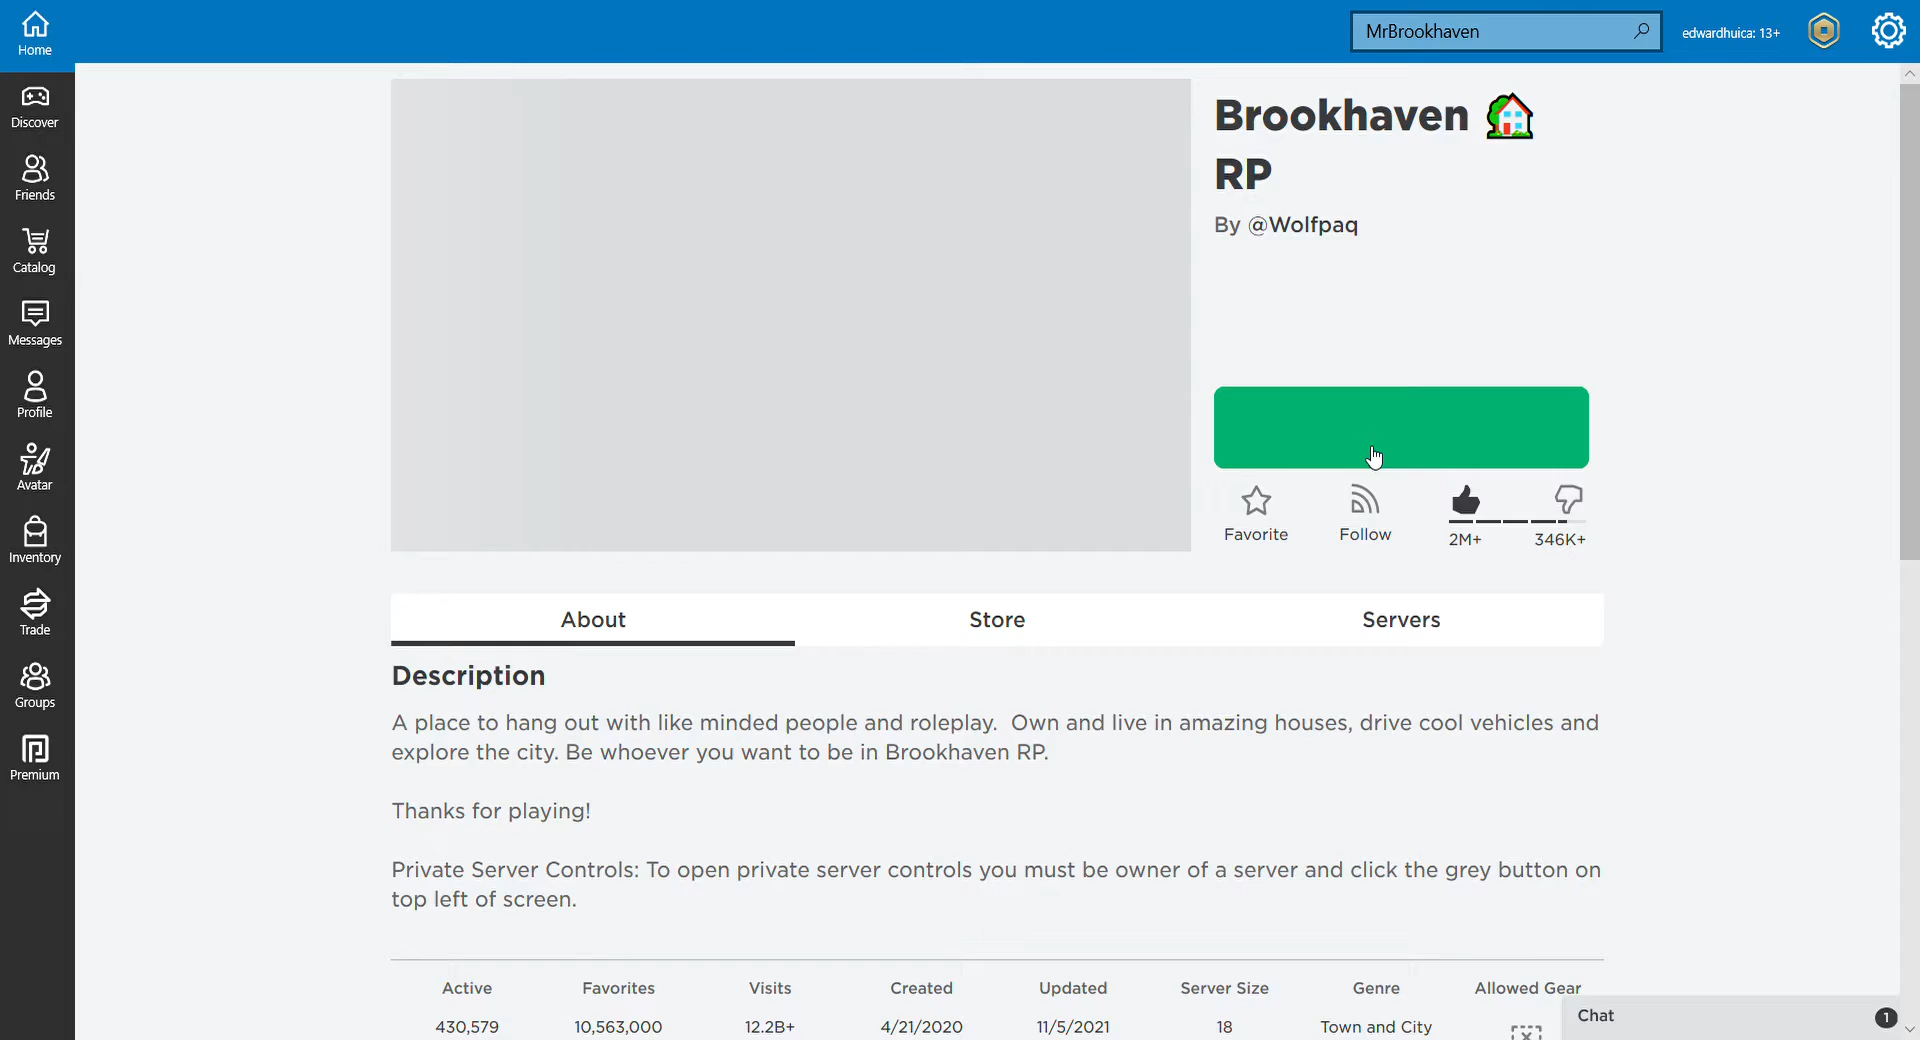 Home
MrBrookhaven
edwardhuica: 13+
Discover
Friends
Catalog
Messages
Profile
Avatar
Inventory
Trade
Groups
Premium
Brookhaven 🏡
RP
By @Wolfpaq
Favorite
Follow
2M+
346K+
About
Store
Servers
Description
A place to hang out with like minded people and roleplay.  Own and live in amazing houses, drive cool vehicles and
explore the city. Be whoever you want to be in Brookhaven RP.
Thanks for playing!
Private Server Controls: To open private server controls you must be owner of a server and click the grey button on
top left of screen.
Active Favorites Visits Created Updated Server Size Genre Allowed Gear
430,579 10,563,000 12.2B+ 4/21/2020 11/5/2021 18 Town and City
Chat
1